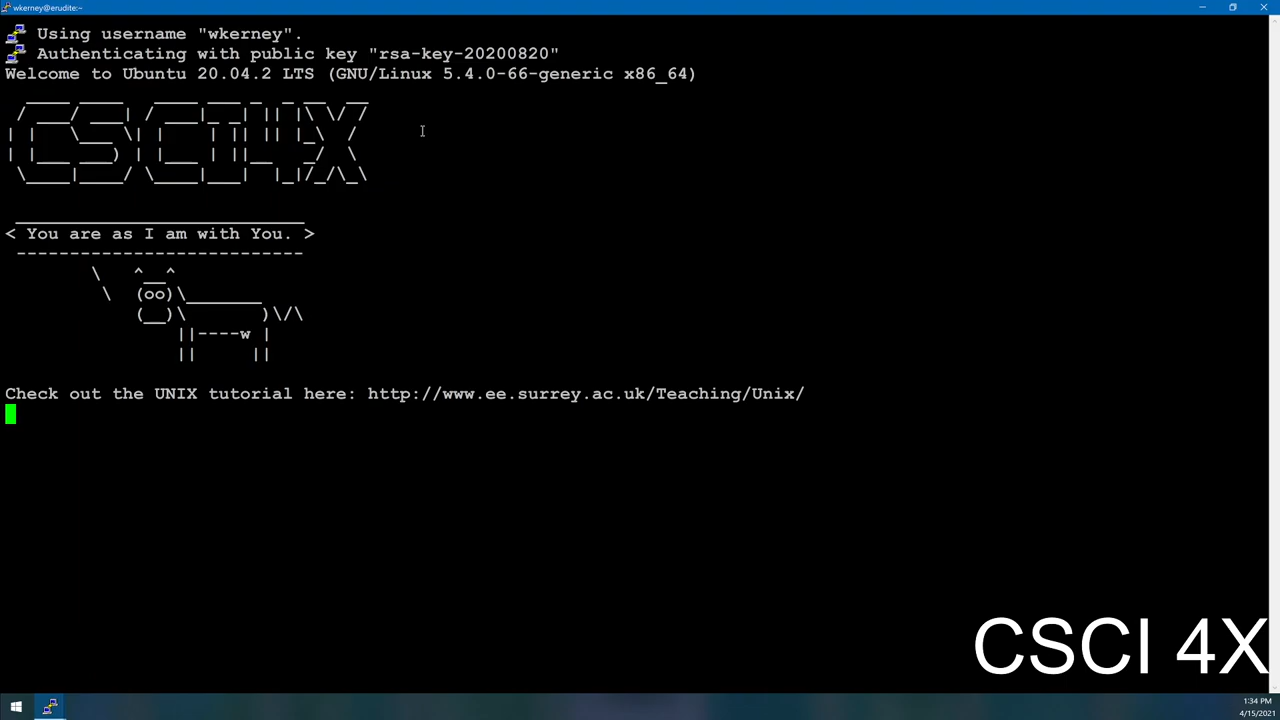 wkerney@erudite:~
Using username "wkerney".
Authenticating with public key "rsa-key-20200820"
Welcome to Ubuntu 20.04.2 LTS (GNU/Linux 5.4.0-66-generic x86_64)
CSCI4X
< You are as I am with You. >
(oo)
w
Check out the UNIX tutorial here: http://www.ee.surrey.ac.uk/Teaching/Unix/
CSCI 4X
1:34 PM
4/15/2021